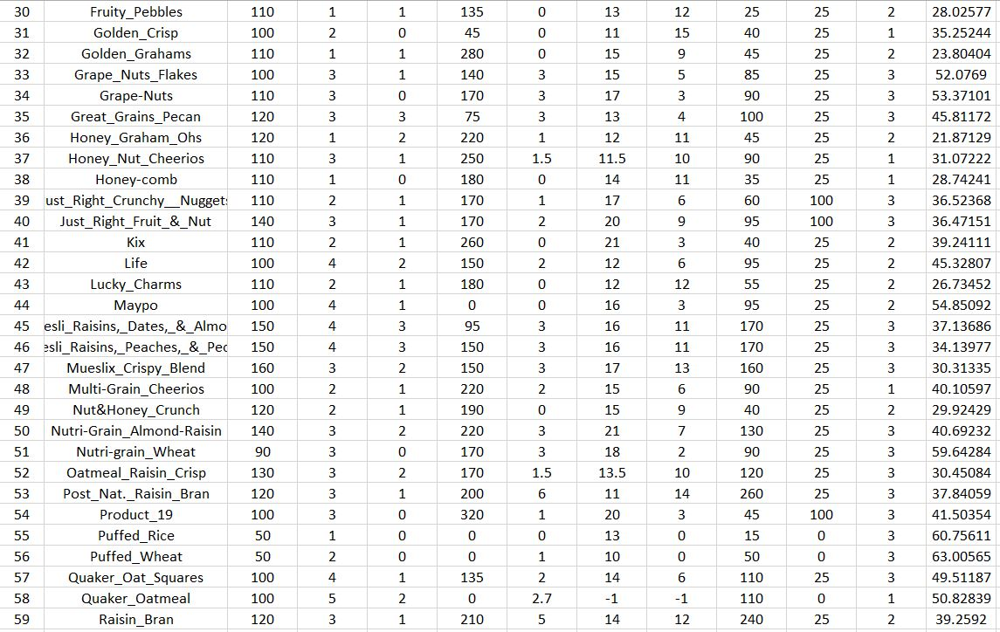 30 Fruity_Pebbles 110 1 1 135 0 13 12 25 25 2 28.02577
31 Golden_Crisp 100 2 0 45 0 11 15 40 25 1 35.25244
32 Golden_Grahams 110 1 1 280 0 15 9 45 25 2 23.80404
33 Grape_Nuts_Flakes 100 3 1 140 3 15 5 85 25 3 52.0769
34 Grape-Nuts 110 3 0 170 3 17 3 90 25 3 53.37101
35 Great_Grains_Pecan 120 3 3 75 3 13 4 100 25 3 45.81172
36 Honey_Graham_Ohs 120 1 2 220 1 12 11 45 25 2 21.87129
37 Honey_Nut_Cheerios 110 3 1 250 1.5 11.5 10 90 25 1 31.07222
38 Honey-comb 110 1 0 180 0 14 11 35 25 1 28.74241
39 ust_Right_Crunchy__Nuggets 110 2 1 170 1 17 6 60 100 3 36.52368
40 Just_Right_Fruit_&_Nut 140 3 1 170 2 20 9 95 100 3 36.47151
41 Kix 110 2 1 260 0 21 3 40 25 2 39.24111
42 Life 100 4 2 150 2 12 6 95 25 2 45.32807
43 Lucky_Charms 110 2 1 180 0 12 12 55 25 2 26.73452
44 Maypo 100 4 1 0 0 16 3 95 25 2 54.85092
45 esli_Raisins,_Dates,_&_Almo 150 4 3 95 3 16 11 170 25 3 37.13686
46 esli_Raisins,_Peaches,_&_Pec 150 4 3 150 3 16 11 170 25 3 34.13977
47 Mueslix_Crispy_Blend 160 3 2 150 3 17 13 160 25 3 30.31335
48 Multi-Grain_Cheerios 100 2 1 220 2 15 6 90 25 1 40.10597
49 Nut&Honey_Crunch 120 2 1 190 0 15 9 40 25 2 29.92429
50 Nutri-Grain_Almond-Raisin 140 3 2 220 3 21 7 130 25 3 40.69232
51 Nutri-grain_Wheat 90 3 0 170 3 18 2 90 25 3 59.64284
52 Oatmeal_Raisin_Crisp 130 3 2 170 1.5 13.5 10 120 25 3 30.45084
53 Post_Nat._Raisin_Bran 120 3 1 200 6 11 14 260 25 3 37.84059
54 Product_19 100 3 0 320 1 20 3 45 100 3 41.50354
55 Puffed_Rice 50 1 0 0 0 13 0 15 0 3 60.75611
56 Puffed_Wheat 50 2 0 0 1 10 0 50 0 3 63.00565
57 Quaker_Oat_Squares 100 4 1 135 2 14 6 110 25 3 49.51187
58 Quaker_Oatmeal 100 5 2 0 2.7 -1 -1 110 0 1 50.82839
59 Raisin_Bran 120 3 1 210 5 14 12 240 25 2 39.2592